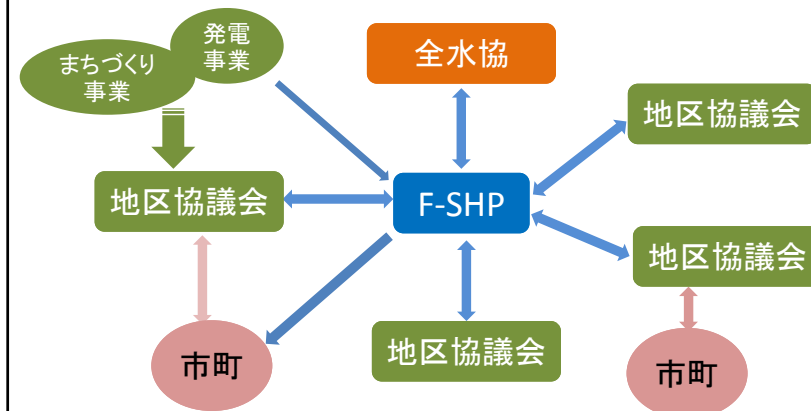 発電
事業
まちづくり
事業
全水協
地区協議会
地区協議会
F-SHP
地区協議会
地区協議会
市町
市町